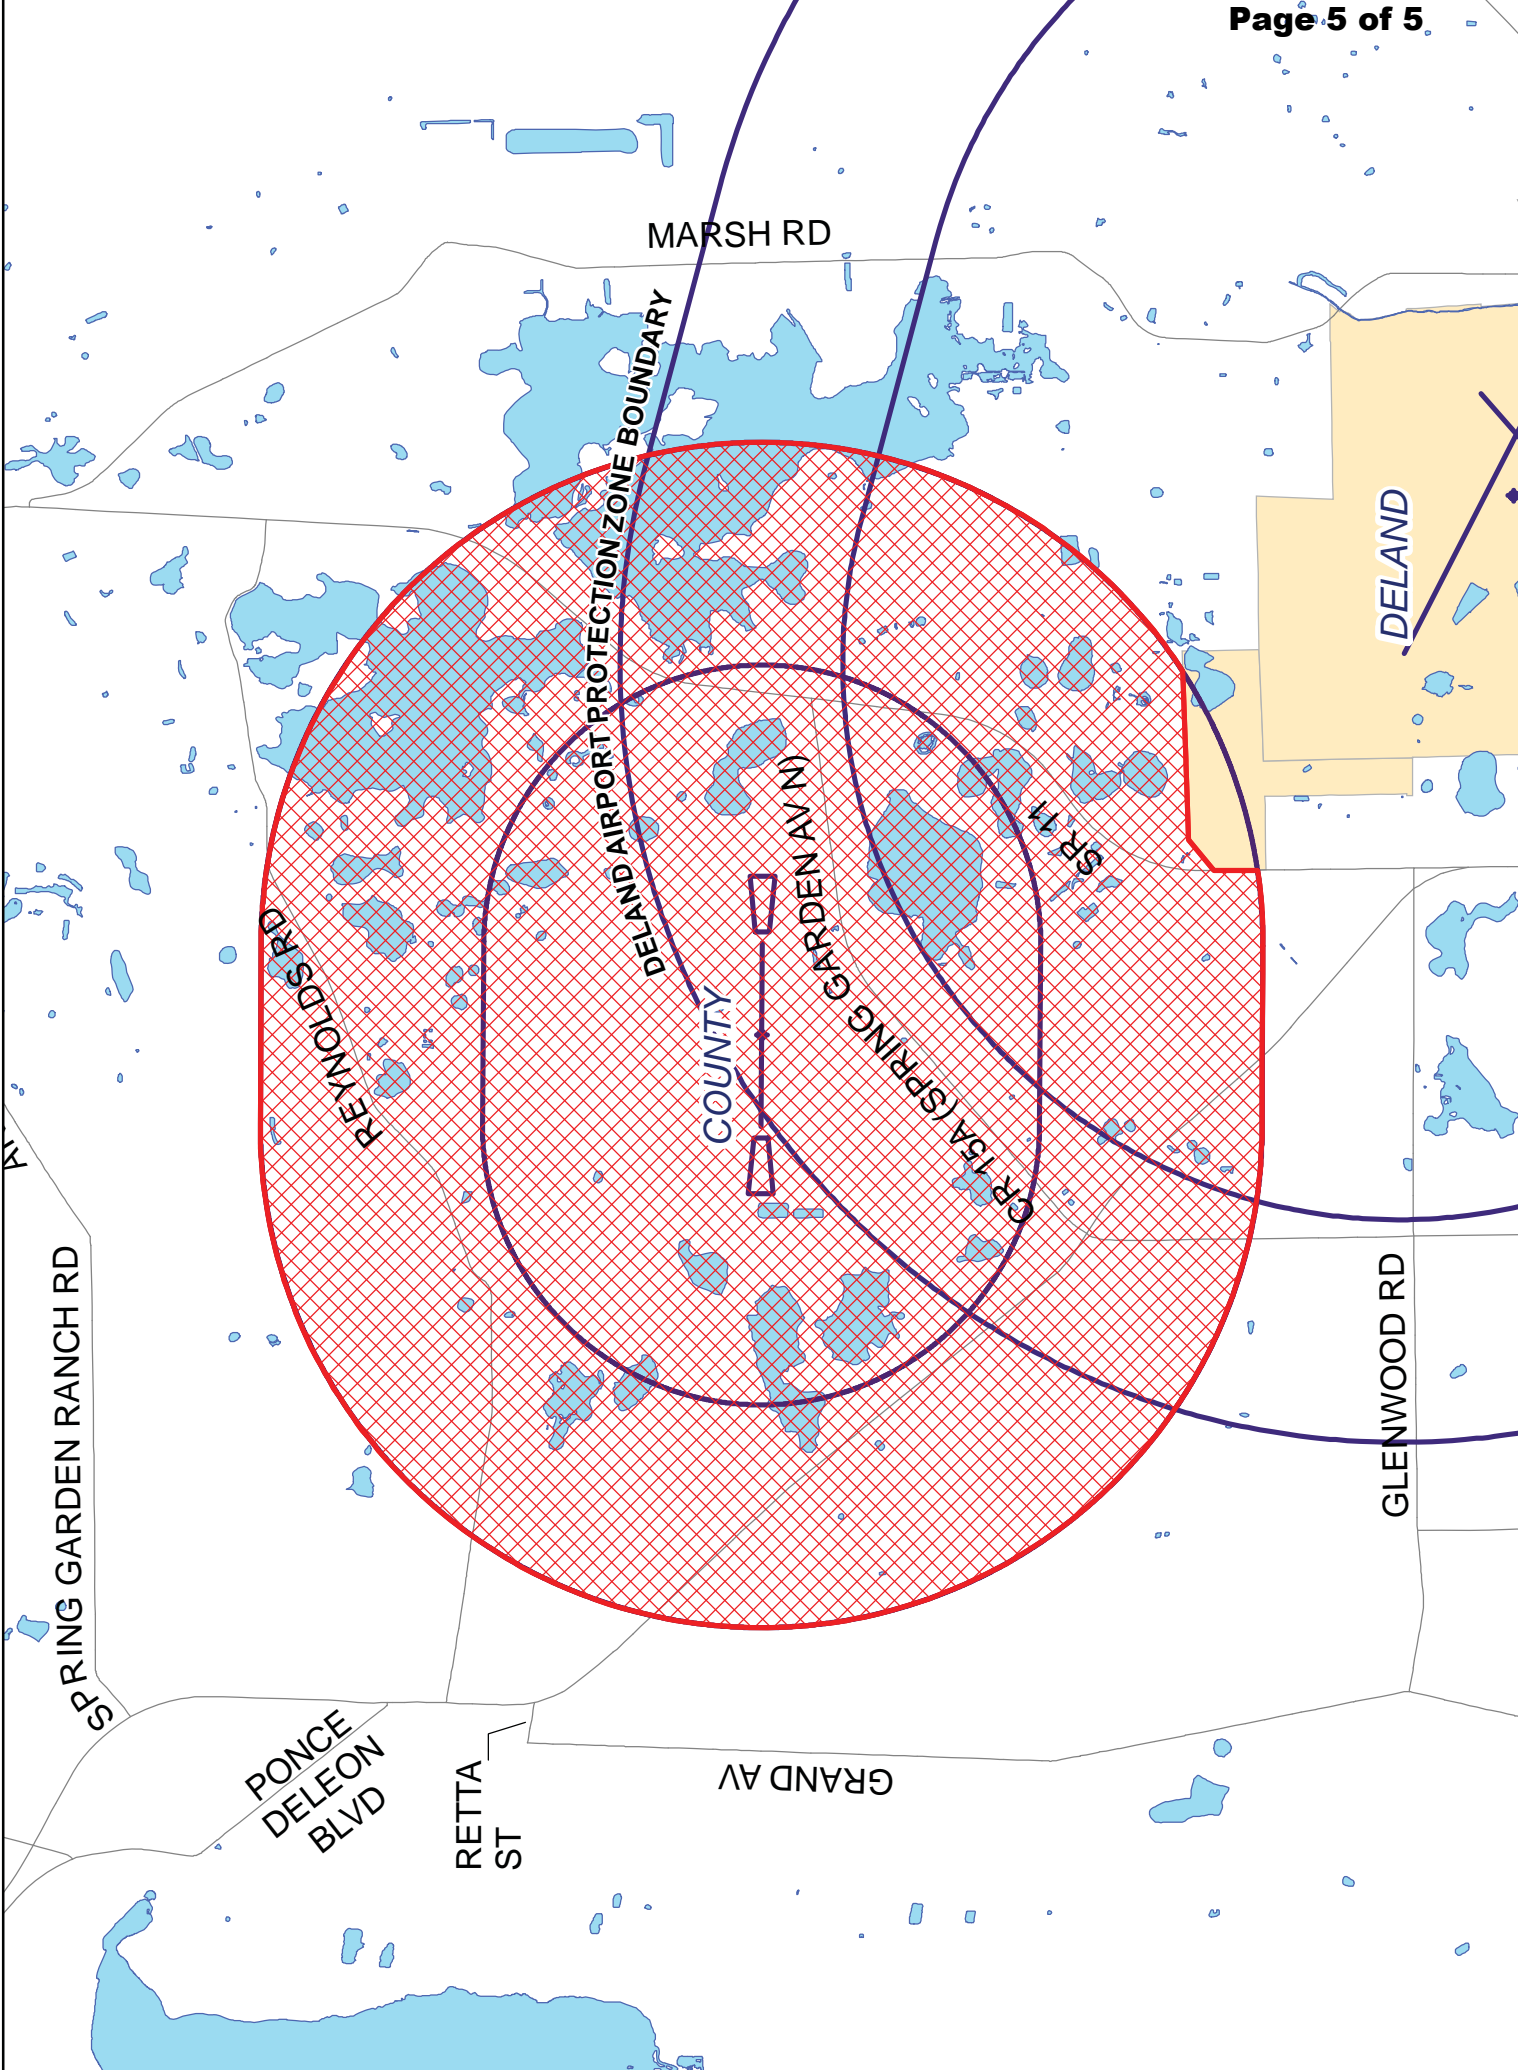 Page 5 of 5
MARSH RD
DELAND AIRPORT PROTECTION ZONE BOUNDARY
DELAND
SR 11
CR 15A (SPRING GARDEN AV N)
REYNOLDS RD
COUNTY
SPRING GARDEN RANCH RD
GLENWOOD RD
PONCE
DELEON
BLVD
RETTA
ST
GRAND AV